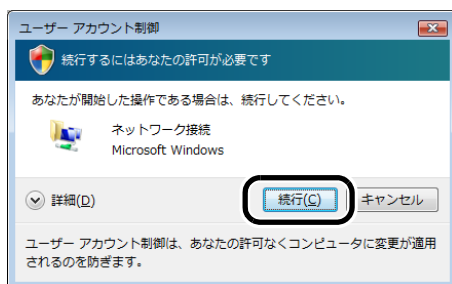 ユーザー アカウント制御
続行するにはあなたの許可が必要です
あなたが開始した操作である場合は、続行してください。
ネットワーク接続
Microsoft Windows
詳細(D)
続行(C)
キャンセル
ユーザー アカウント制御は、あなたの許可なくコンピュータに変更が適用
されるのを防ぎます。